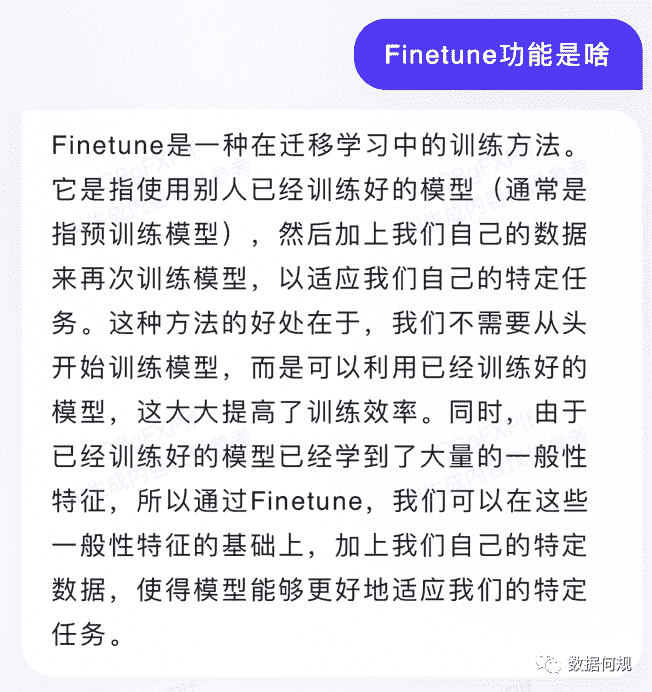 Finetune功能是啥
Finetune是一种在迁移学习中的训练方法。
它是指使用别人已经训练好的模型（通常是
指预训练模型），然后加上我们自己的数据
来再次训练模型，以适应我们自己的特定任
务。这种方法的好处在于，我们不需要从头
开始训练模型，而是可以利用已经训练好的
模型，这大大提高了训练效率。同时，由于
已经训练好的模型已经学到了大量的一般性
特征，所以通过Finetune，我们可以在这些
一般性特征的基础上，加上我们自己的特定
数据，使得模型能够更好地适应我们的特定
任务。
数据何规